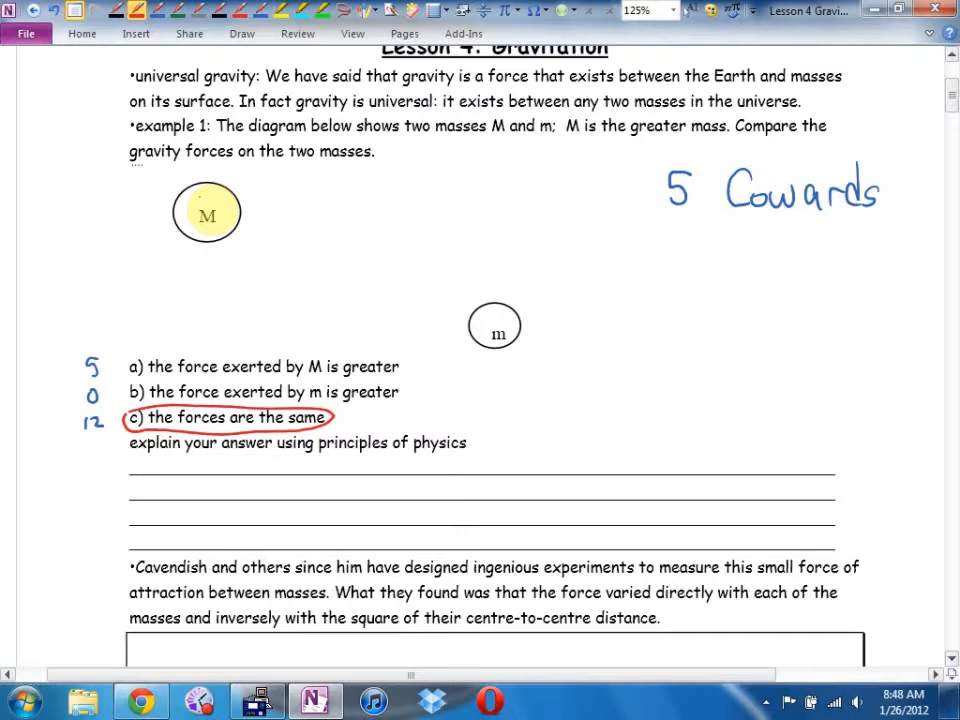 125%
Lesson 4 Gravi...
File Home Insert Share Draw Review View Pages Add-Ins
Lesson 4: Gravitation
•universal gravity: We have said that gravity is a force that exists between the Earth and masses
on its surface. In fact gravity is universal: it exists between any two masses in the universe.
•example 1: The diagram below shows two masses M and m; M is the greater mass. Compare the
gravity forces on the two masses.
5 Cowards
M
m
5 a) the force exerted by M is greater
0 b) the force exerted by m is greater
12 c) the forces are the same
explain your answer using principles of physics
•Cavendish and others since him have designed ingenious experiments to measure this small force of
attraction between masses. What they found was that the force varied directly with each of the
masses and inversely with the square of their centre-to-centre distance.
8:48 AM
1/26/2012